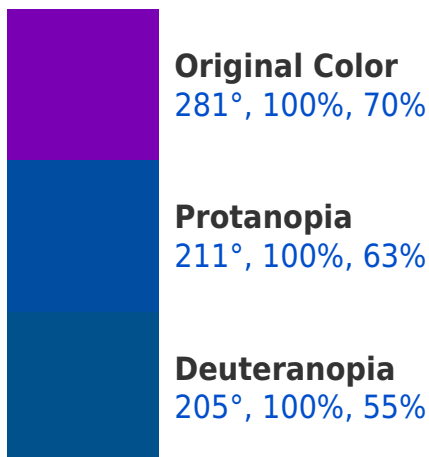 Original Color
281°, 100%, 70%
Protanopia
211°, 100%, 63%
Deuteranopia
205°, 100%, 55%